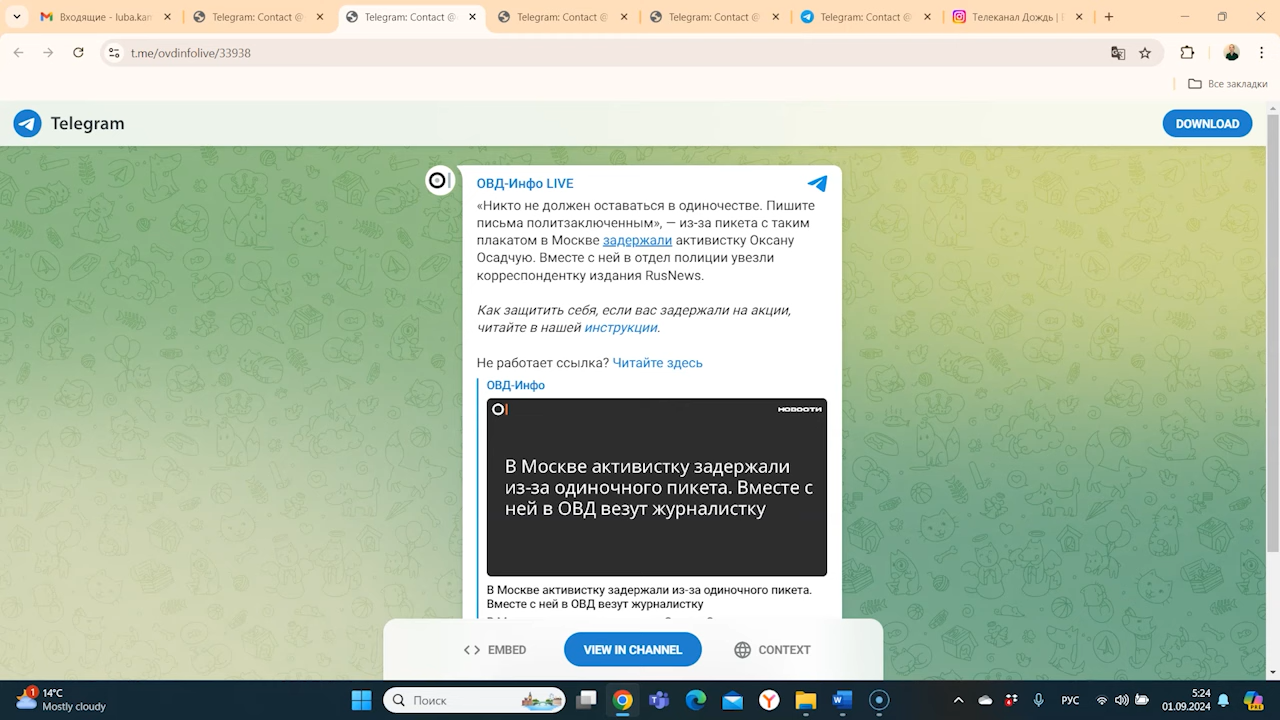 Входящие - luba.kan
Telegram: Contact @
Telegram: Contact @
Telegram: Contact @
Telegram: Contact @
Telegram: Contact @
Телеканал Дождь |
t.me/ovdinfolive/33938
Все закладки
Telegram
DOWNLOAD
ОВД-Инфо LIVE
«Никто не должен оставаться в одиночестве. Пишите
письма политзаключенным», — из-за пикета с таким
плакатом в Москве задержали активистку Оксану
Осадчую. Вместе с ней в отдел полиции увезли
корреспондентку издания RusNews.
Как защитить себя, если вас задержали на акции,
читайте в нашей инструкции.
Не работает ссылка? Читайте здесь
ОВД-Инфо
НОВОСТИ
В Москве активистку задержали
из-за одиночного пикета. Вместе с
ней в ОВД везут журналистку
В Москве активистку задержали из-за одиночного пикета.
Вместе с ней в ОВД везут журналистку
EMBED
VIEW IN CHANNEL
CONTEXT
1
14°C
Mostly cloudy
Поиск
РУС
5:24
01.09.2024